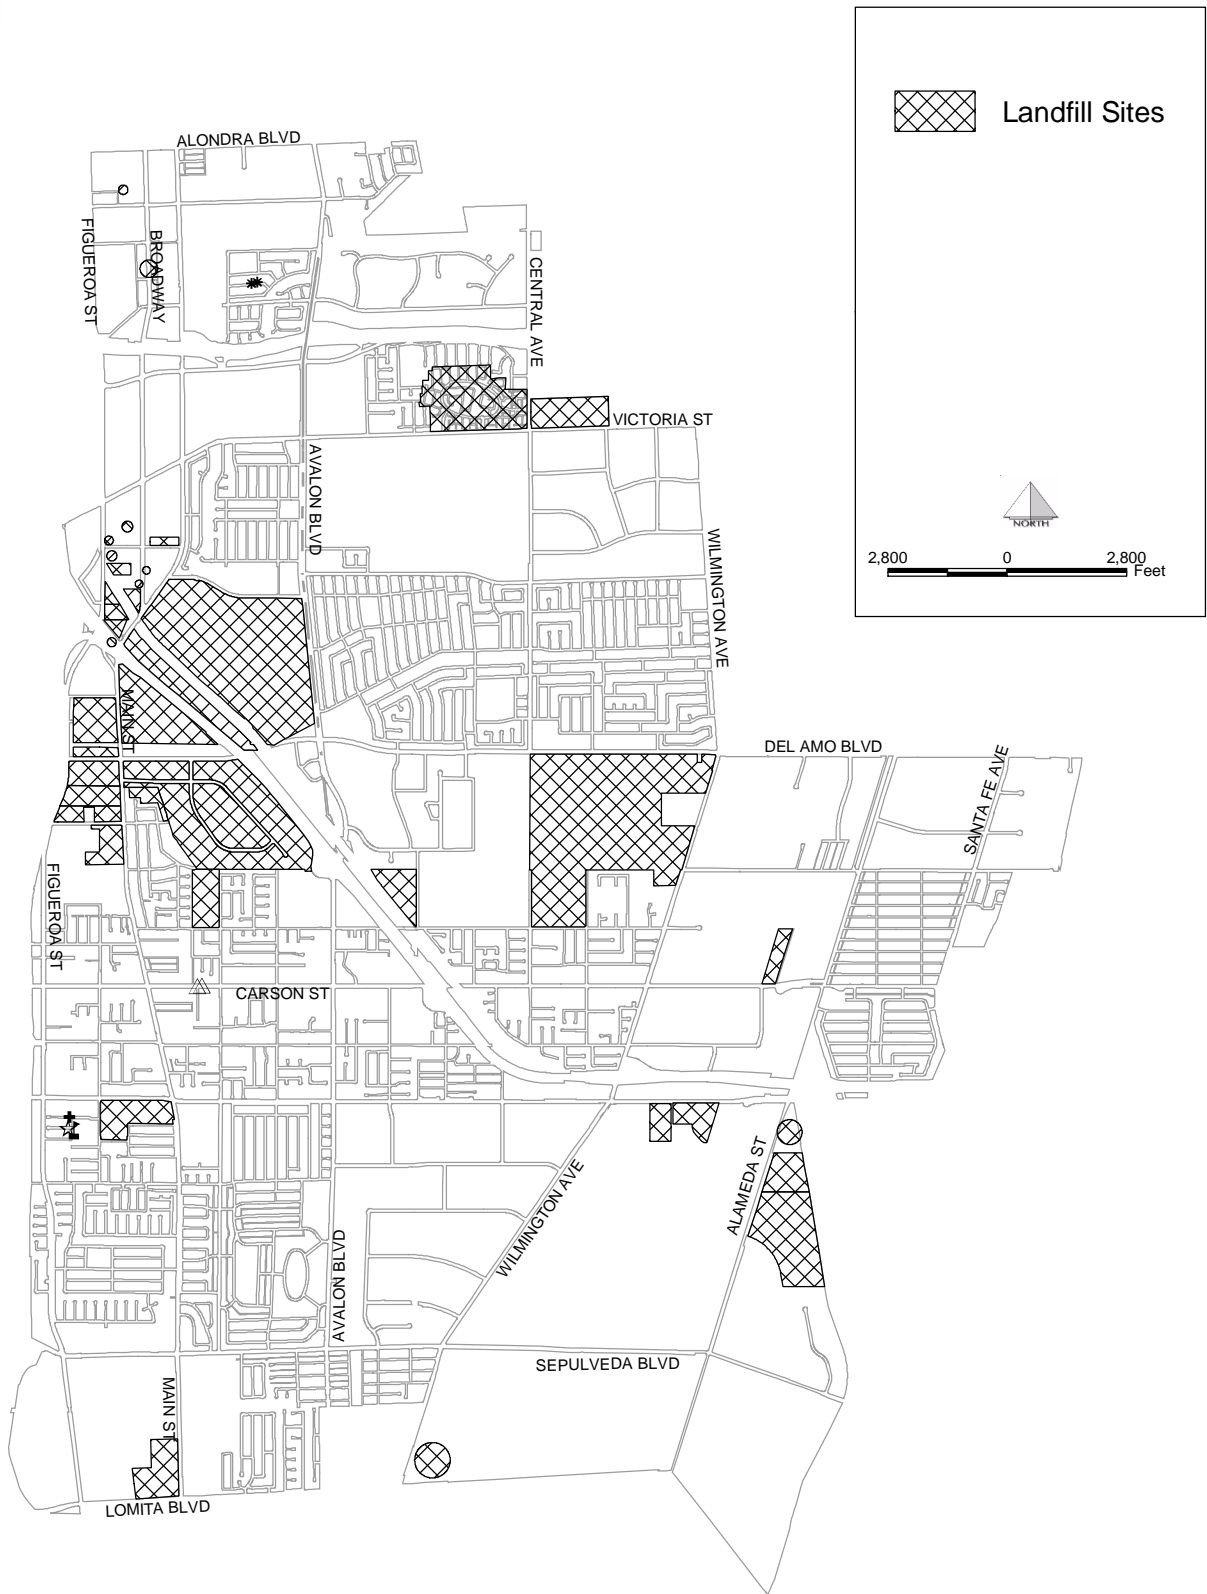 Landfill Sites
NORTH
2,800 0 2,800
Feet
ALONDRA BLVD
FIGUEROA ST
BROADWAY
CENTRAL AVE
VICTORIA ST
AVALON BLVD
WILMINGTON AVE
MAIN ST
DEL AMO BLVD
SANTA FE AVE
FIGUEROA ST
CARSON ST
ALAMEDA ST
WILMINGTON AVE
AVALON BLVD
SEPULVEDA BLVD
MAIN ST
LOMITA BLVD